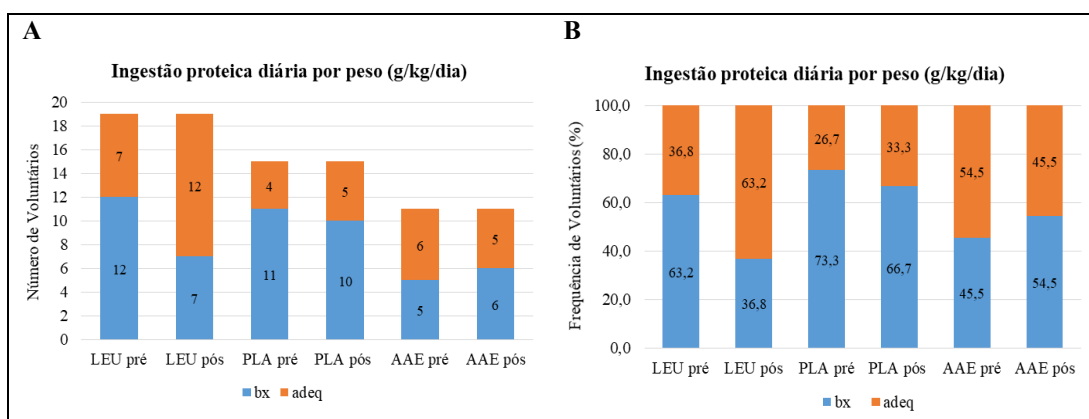 A
Ingestão proteica diária por peso (g/kg/dia)
Número de Voluntários
20
18
16
14
12
10
8
6
4
2
0
7 12 4 5 6 5
12 7 11 10 5 6
LEU pré LEU pós PLA pré PLA pós AAE pré AAE pós
bx adeq
B
Ingestão proteica diária por peso (g/kg/dia)
Frequência de Voluntários (%)
100,0
80,0
60,0
40,0
20,0
0,0
36,8 63,2 26,7 33,3 54,5 45,5
63,2 36,8 73,3 66,7 45,5 54,5
LEU pré LEU pós PLA pré PLA pós AAE pré AAE pós
bx adeq